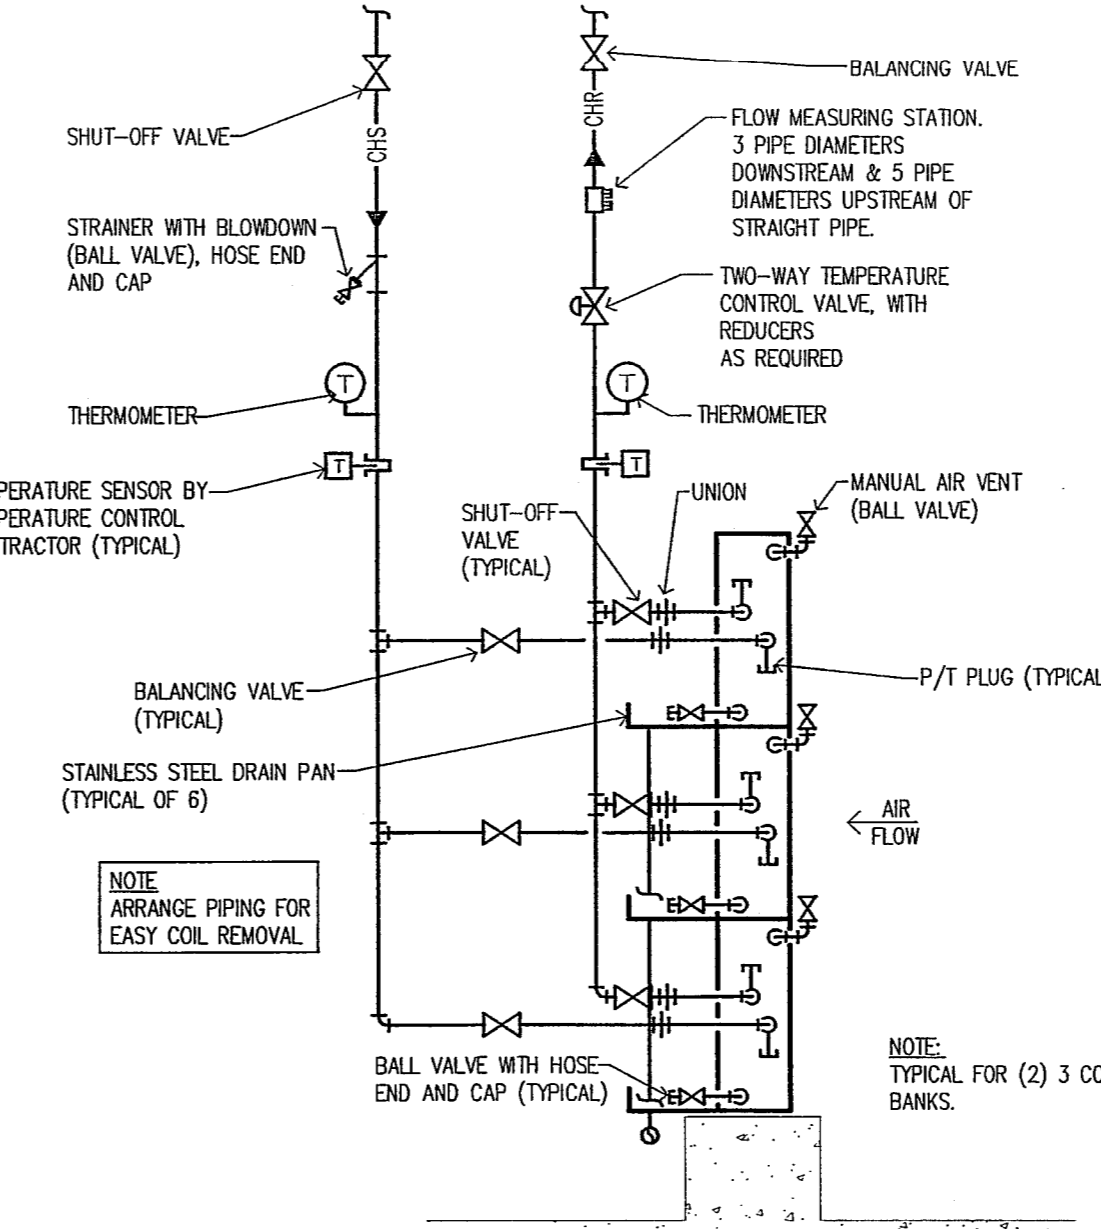 BALANCING VALVE
SHUT-OFF VALVE
CHS
CHR
FLOW MEASURING STATION.
3 PIPE DIAMETERS
DOWNSTREAM & 5 PIPE
DIAMETERS UPSTREAM OF
STRAIGHT PIPE.
STRAINER WITH BLOWDOWN
(BALL VALVE), HOSE END
AND CAP
TWO-WAY TEMPERATURE
CONTROL VALVE, WITH
REDUCERS
AS REQUIRED
T
T
THERMOMETER
THERMOMETER
T
T
PERATURE SENSOR BY
PERATURE CONTROL
TRACTOR (TYPICAL)
SHUT-OFF
VALVE
(TYPICAL)
UNION
MANUAL AIR VENT
(BALL VALVE)
BALANCING VALVE
(TYPICAL)
P/T PLUG (TYPICAL
STAINLESS STEEL DRAIN PAN
(TYPICAL OF 6)
AIR
FLOW
NOTE
ARRANGE PIPING FOR
EASY COIL REMOVAL
BALL VALVE WITH HOSE
END AND CAP (TYPICAL)
NOTE:
TYPICAL FOR (2) 3 CO
BANKS.